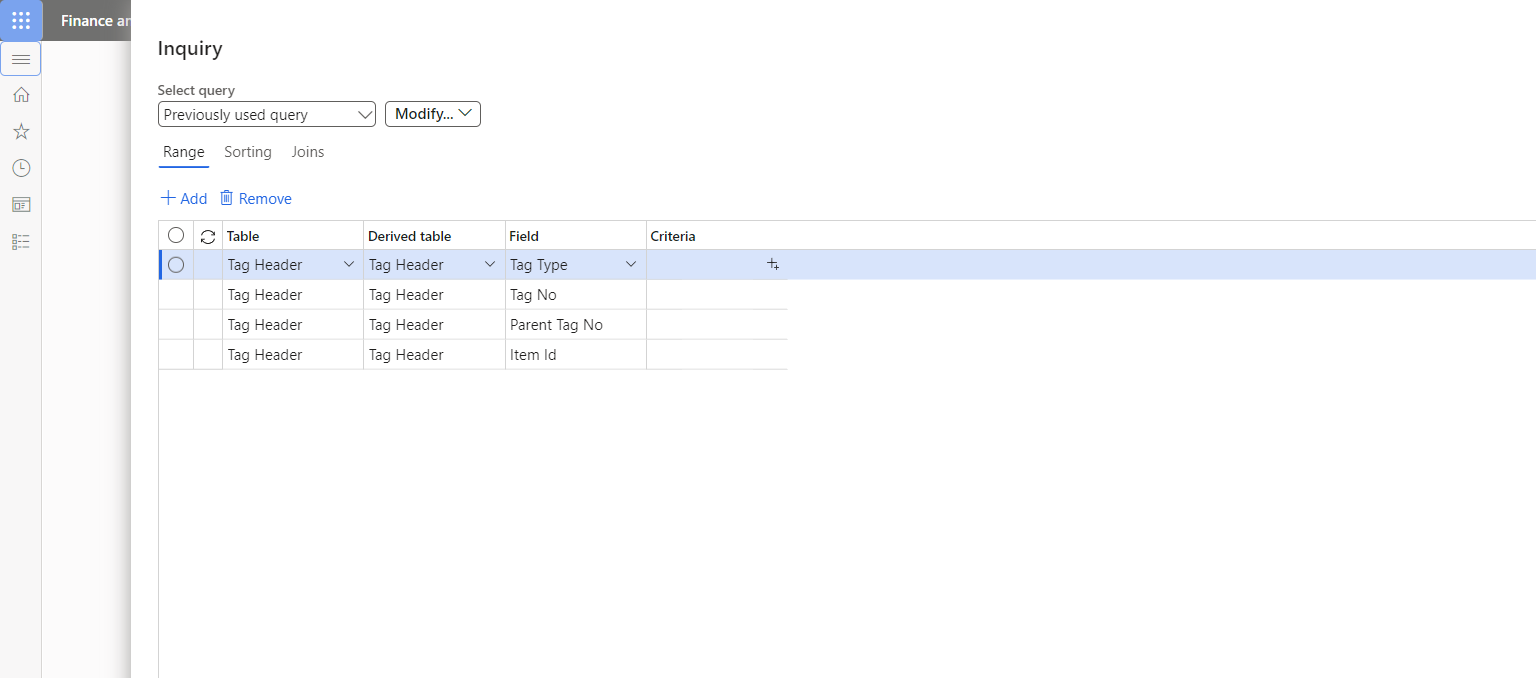 Finance an
Inquiry
Select query
Previously used query Modify...
Range Sorting Joins
Add Remove
Table Derived table Field Criteria
Tag Header Tag Header Tag Type
Tag Header Tag Header Tag No
Tag Header Tag Header Parent Tag No
Tag Header Tag Header Item Id